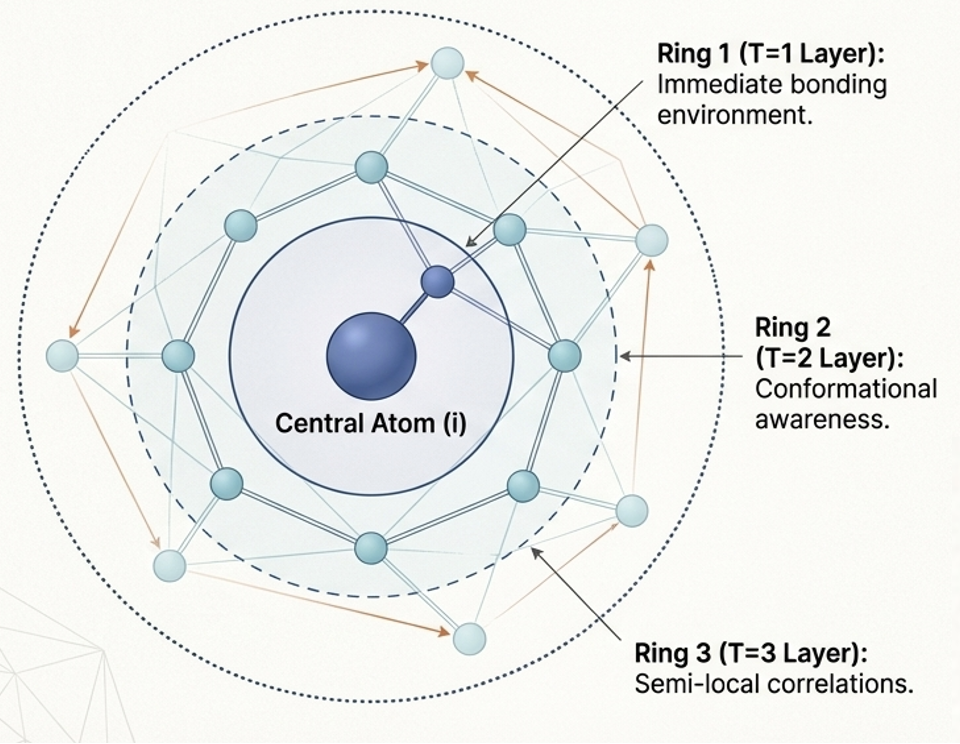 Ring 1 (T=1 Layer):
Immediate bonding
environment.
Ring 2
(T=2 Layer):
Conformational
awareness.
Central Atom (i)
Ring 3 (T=3 Layer):
Semi-local correlations.